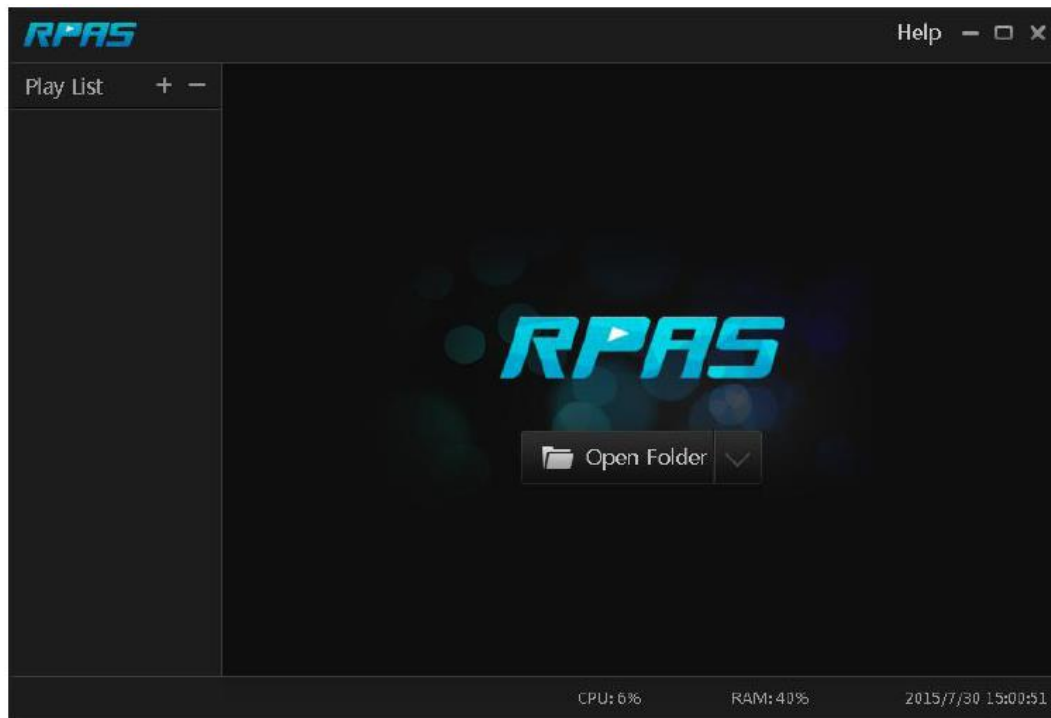 RPAS
Help
Play List + −
RPAS
Open Folder
CPU: 6% RAM: 40% 2015/7/30 15:00:51